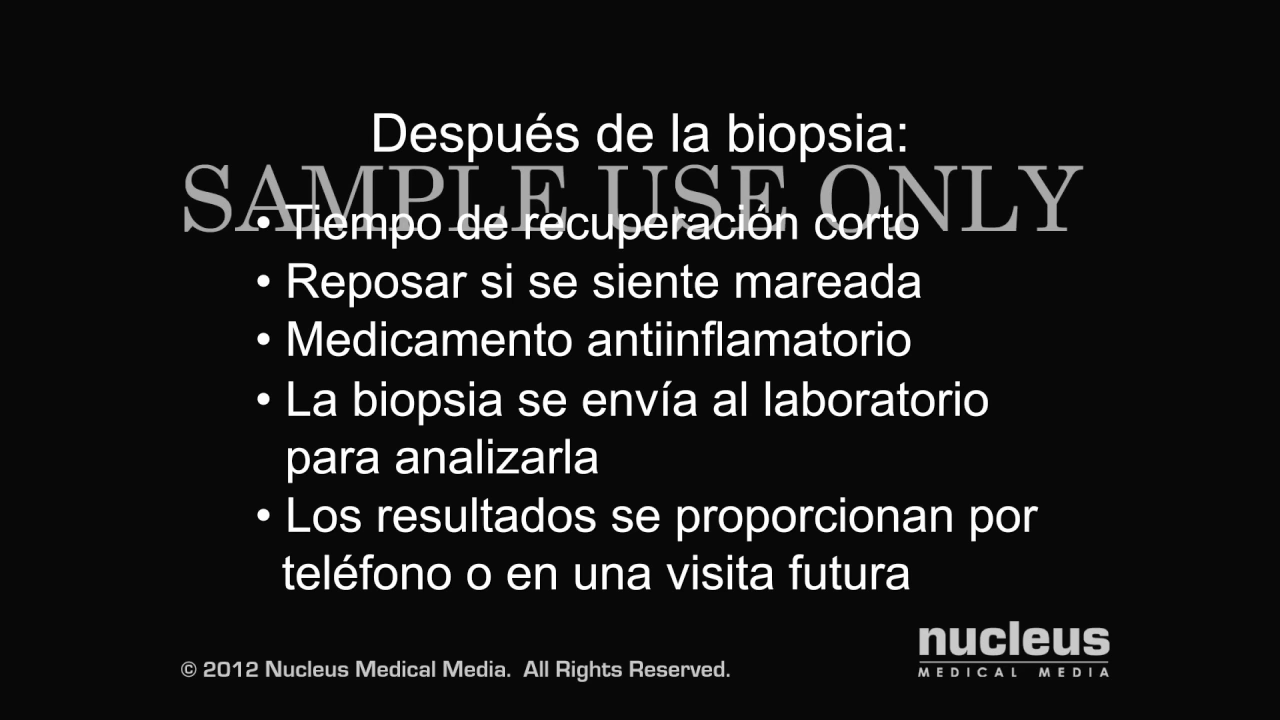 Después de la biopsia:
SAMPLE USE ONLY
• Tiempo de recuperación corto
• Reposar si se siente mareada
• Medicamento antiinflamatorio
• La biopsia se envía al laboratorio
para analizarla
• Los resultados se proporcionan por
teléfono o en una visita futura
nucleus
MEDICAL MEDIA
© 2012 Nucleus Medical Media. All Rights Reserved.